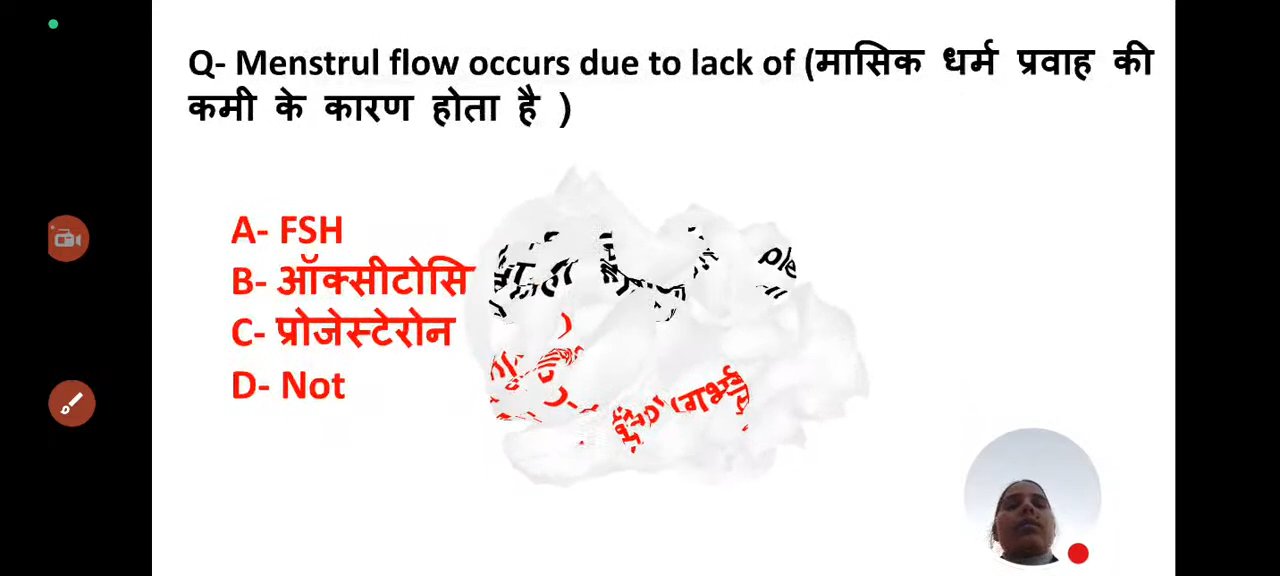 Q- Menstrul flow occurs due to lack of (मासिक धर्म प्रवाह की
कमी के कारण होता है )
A- FSH
B- ऑक्सीटोसि
C- प्रोजेस्टेरोन
D- Not